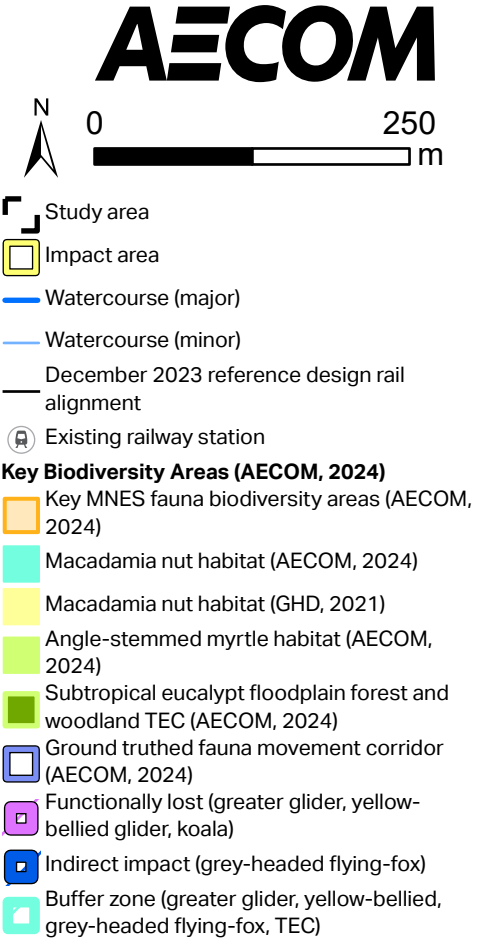 AECOM
N
0 250
m
Study area
Impact area
Watercourse (major)
Watercourse (minor)
December 2023 reference design rail
alignment
Existing railway station
Key Biodiversity Areas (AECOM, 2024)
Key MNES fauna biodiversity areas (AECOM,
2024)
Macadamia nut habitat (AECOM, 2024)
Macadamia nut habitat (GHD, 2021)
Angle-stemmed myrtle habitat (AECOM,
2024)
Subtropical eucalypt floodplain forest and
woodland TEC (AECOM, 2024)
Ground truthed fauna movement corridor
(AECOM, 2024)
Functionally lost (greater glider, yellow-
bellied glider, koala)
Indirect impact (grey-headed flying-fox)
Buffer zone (greater glider, yellow-bellied,
grey-headed flying-fox, TEC)